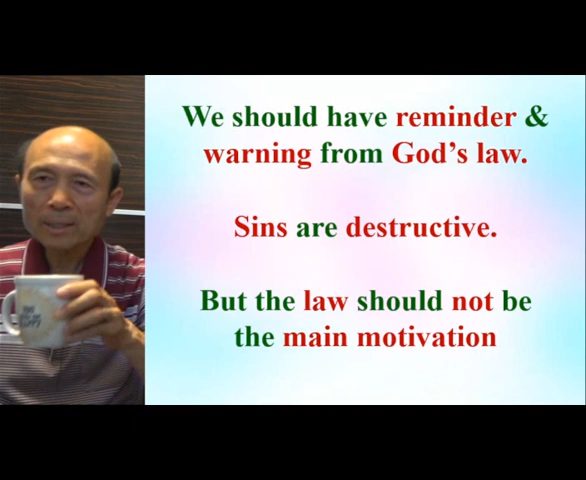 We should have reminder &
warning from God's law.
Sins are destructive.
But the law should not be
the main motivation